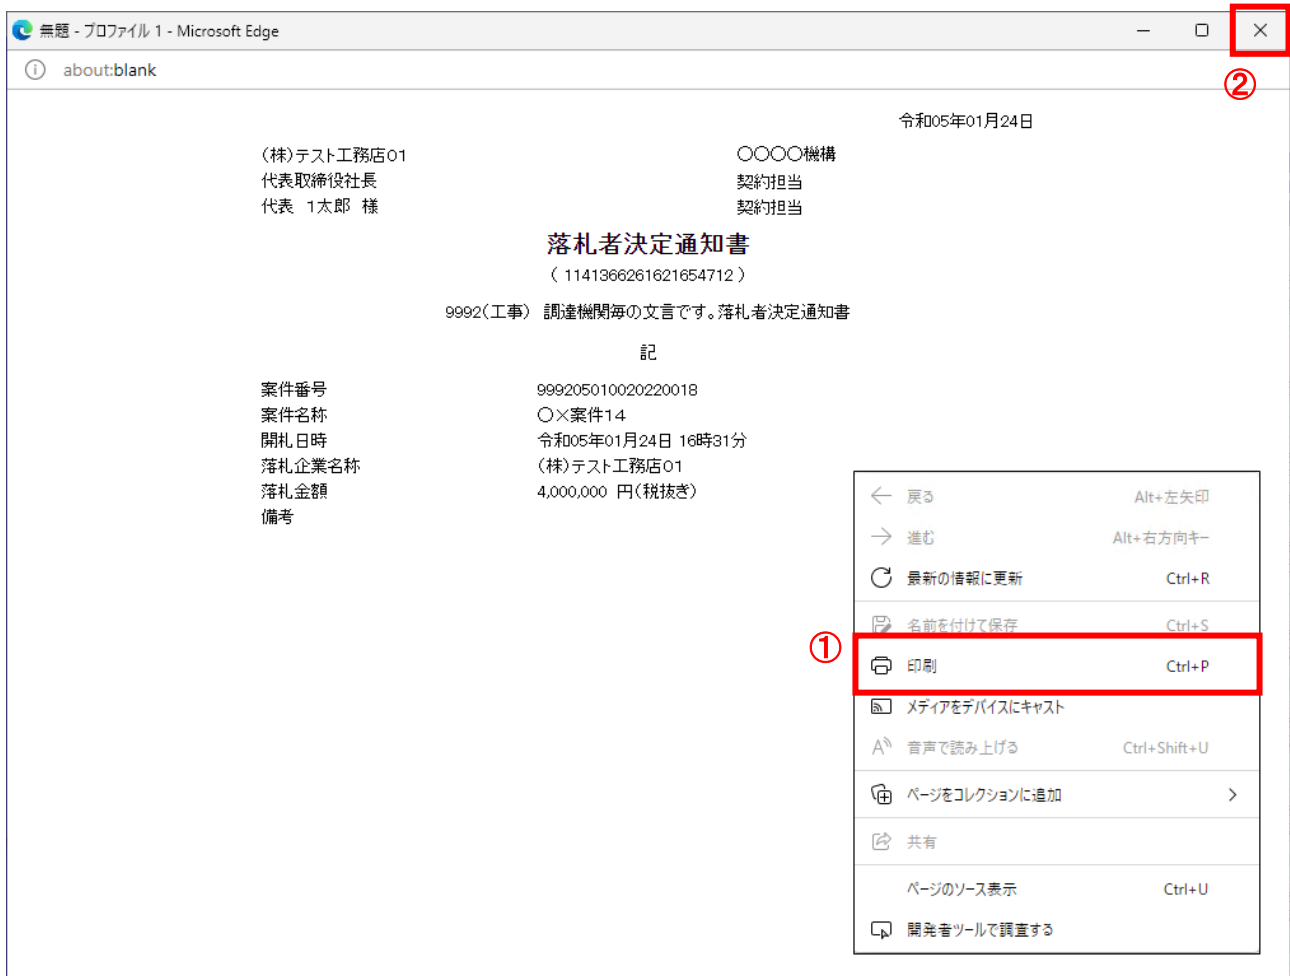 無題 - プロファイル 1 - Microsoft Edge
about:blank
②
令和05年01月24日
(株)テスト工務店01
○○○○機構
代表取締役社長
契約担当
代表 1太郎 様
契約担当
落札者決定通知書
( 1141366261621654712 )
9992(工事) 調達機関毎の文言です。落札者決定通知書
記
案件番号 999205010020220018
案件名称 ○×案件14
開札日時 令和05年01月24日 16時31分
落札企業名称 (株)テスト工務店01
落札金額 4,000,000 円(税抜き)
備考
戻る Alt+左矢印
進む Alt+右方向キー
最新の情報に更新 Ctrl+R
名前を付けて保存 Ctrl+S
①
印刷 Ctrl+P
メディアをデバイスにキャスト
音声で読み上げる Ctrl+Shift+U
ページをコレクションに追加
共有
ページのソース表示 Ctrl+U
開発者ツールで調査する